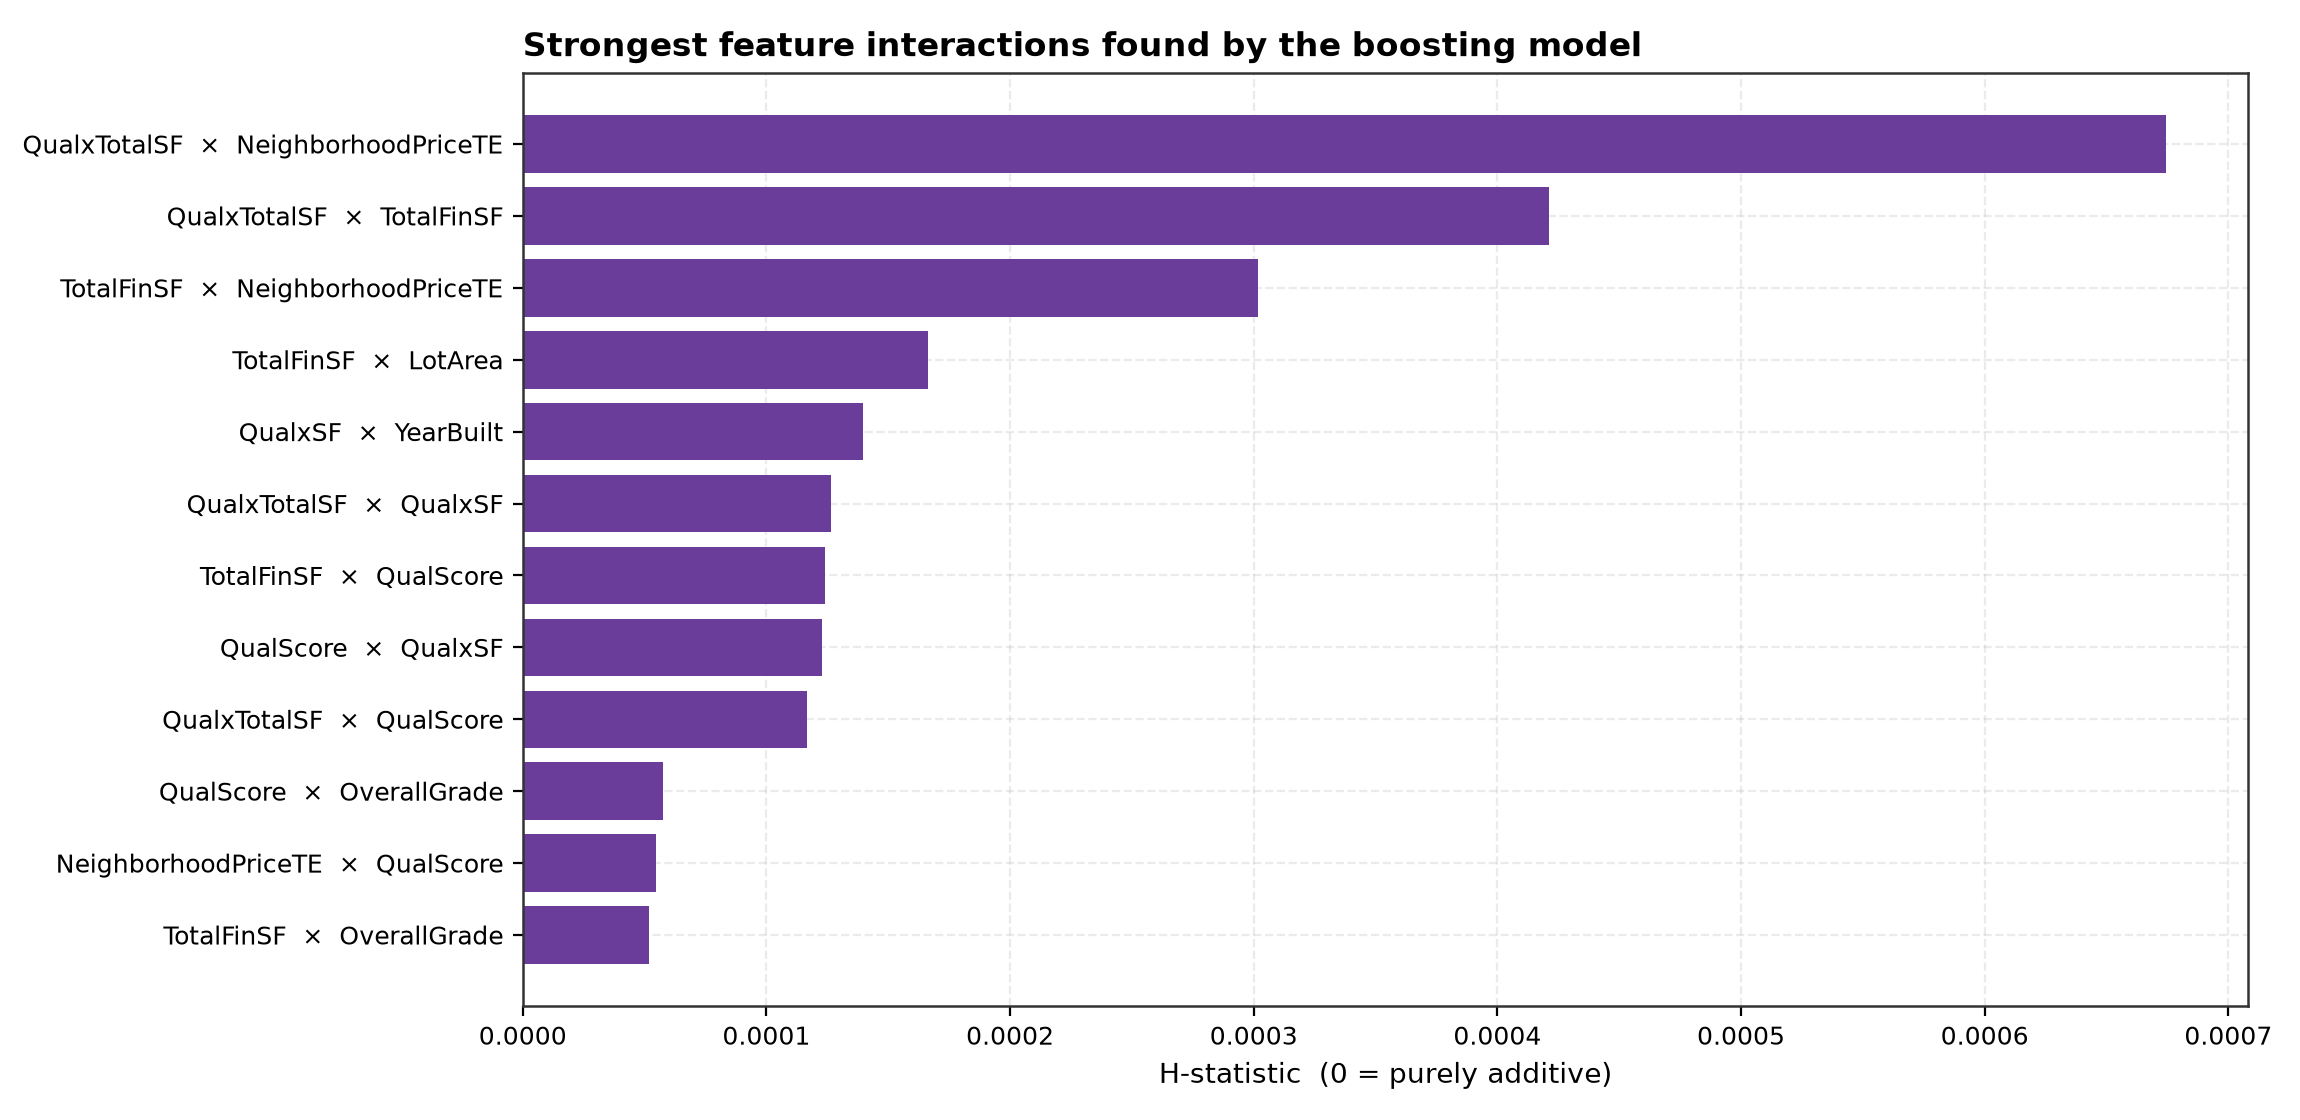 Strongest feature interactions found by the boosting model
QualxTotalSF × NeighborhoodPriceTE
QualxTotalSF × TotalFinSF
TotalFinSF × NeighborhoodPriceTE
TotalFinSF × LotArea
QualxSF × YearBuilt
QualxTotalSF × QualxSF
TotalFinSF × QualScore
QualScore × QualxSF
QualxTotalSF × QualScore
QualScore × OverallGrade
NeighborhoodPriceTE × QualScore
TotalFinSF × OverallGrade
0.0000 0.0001 0.0002 0.0003 0.0004 0.0005 0.0006 0.0007
H-statistic (0 = purely additive)